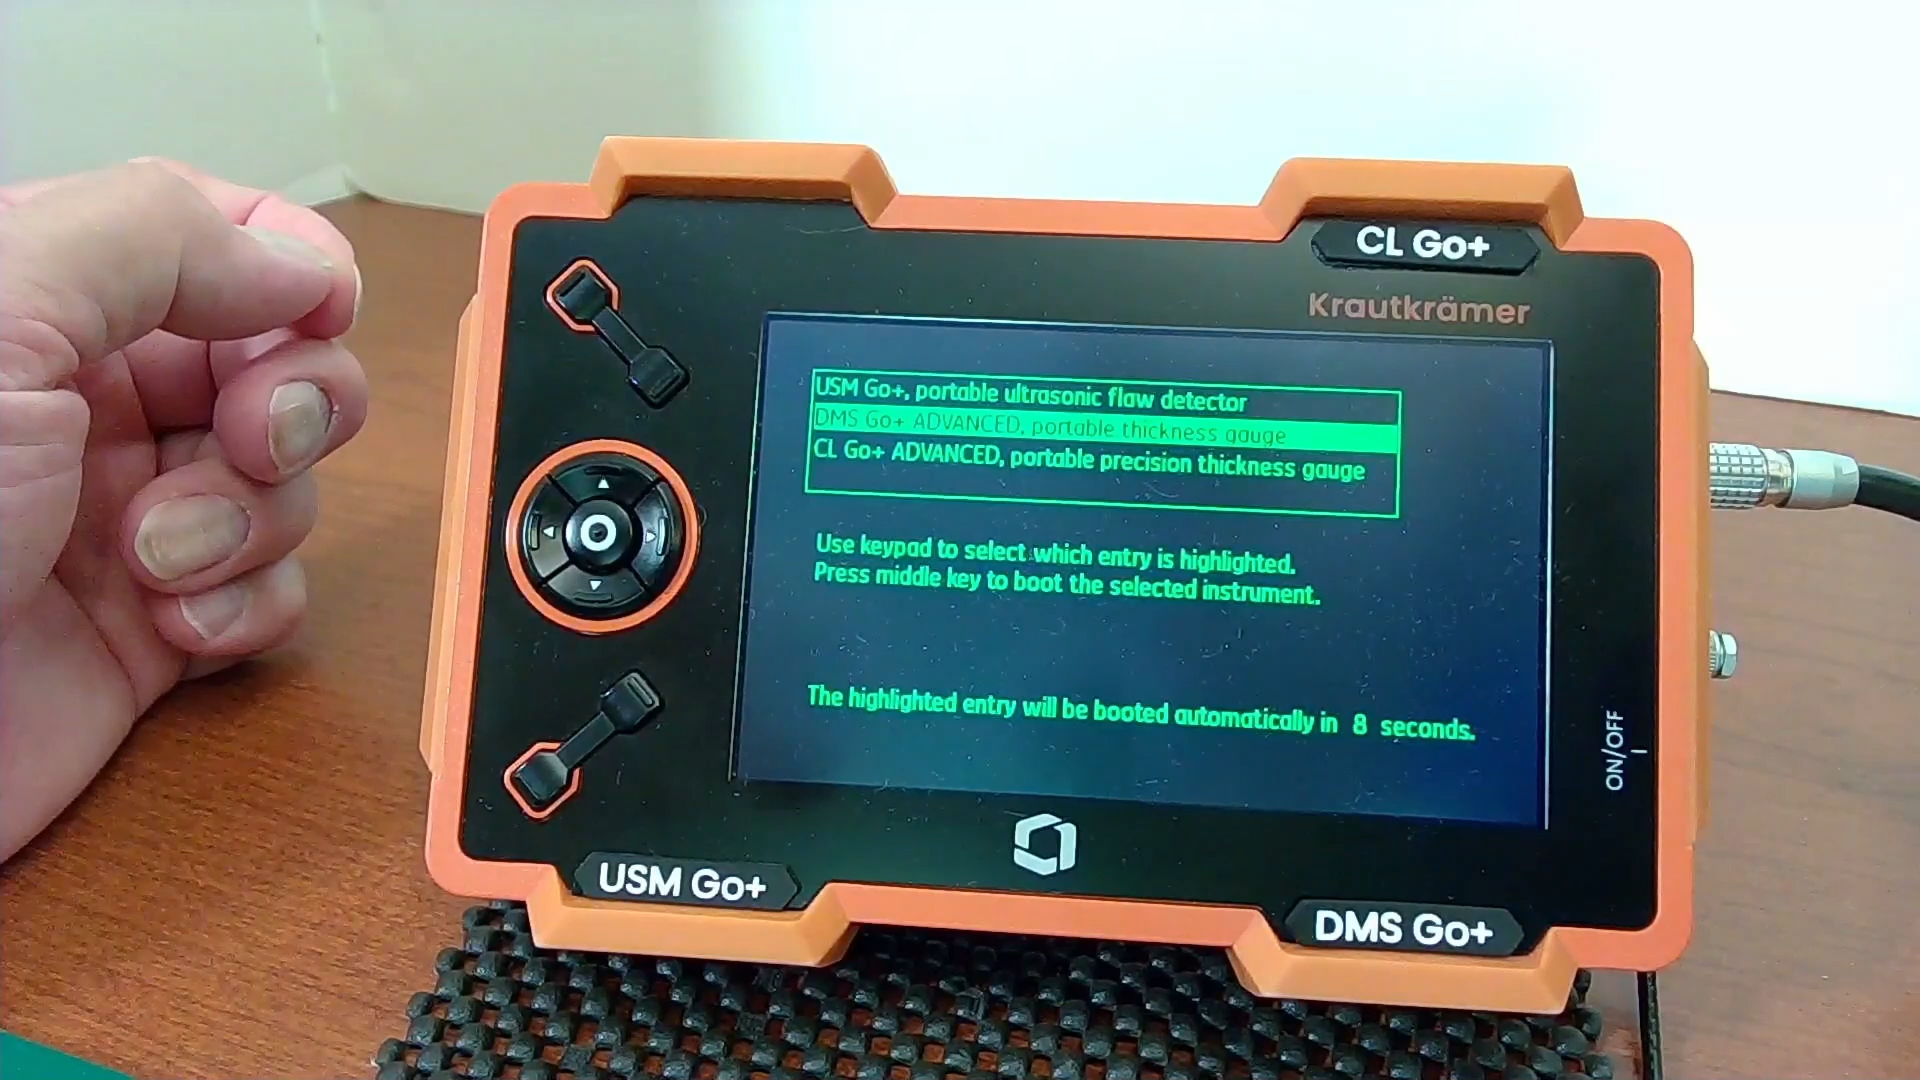 CL Go+
Krautkrämer
USM Go+, portable ultrasonic flaw detector
DMS Go+ ADVANCED, portable thickness gauge
CL Go+ ADVANCED, portable precision thickness gauge
Use keypad to select which entry is highlighted.
Press middle key to boot the selected instrument.
The highlighted entry will be booted automatically in 8 seconds.
ON/OFF
USM Go+
DMS Go+